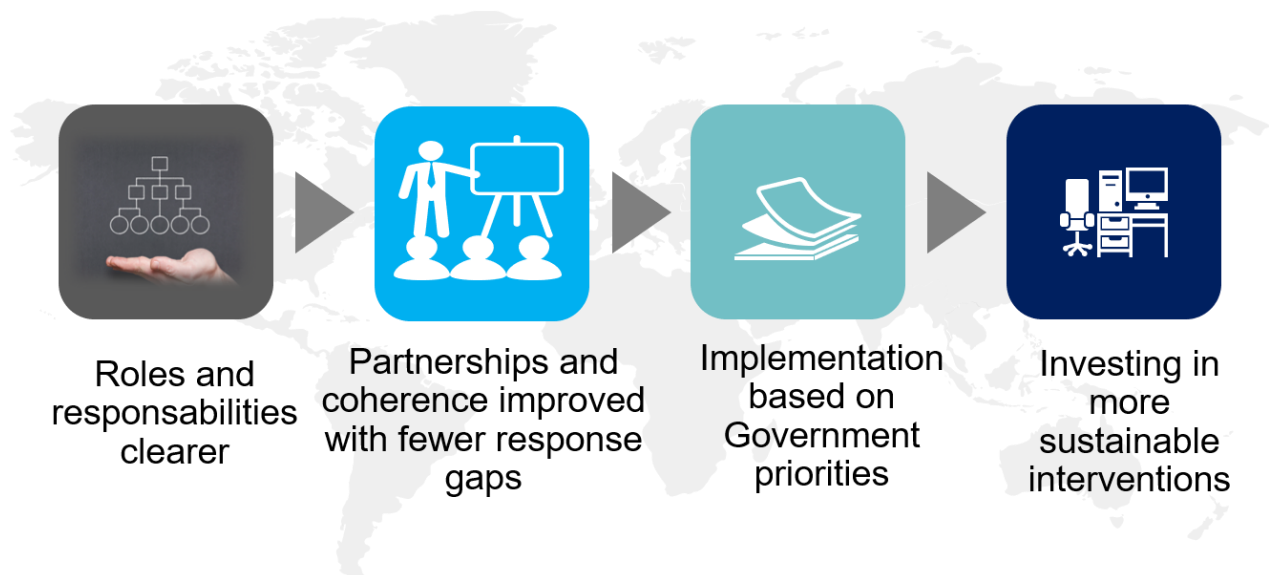 Roles and
responsabilities
clearer
Partnerships and
coherence improved
with fewer response
gaps
Implementation
based on
Government
priorities
Investing in
more
sustainable
interventions